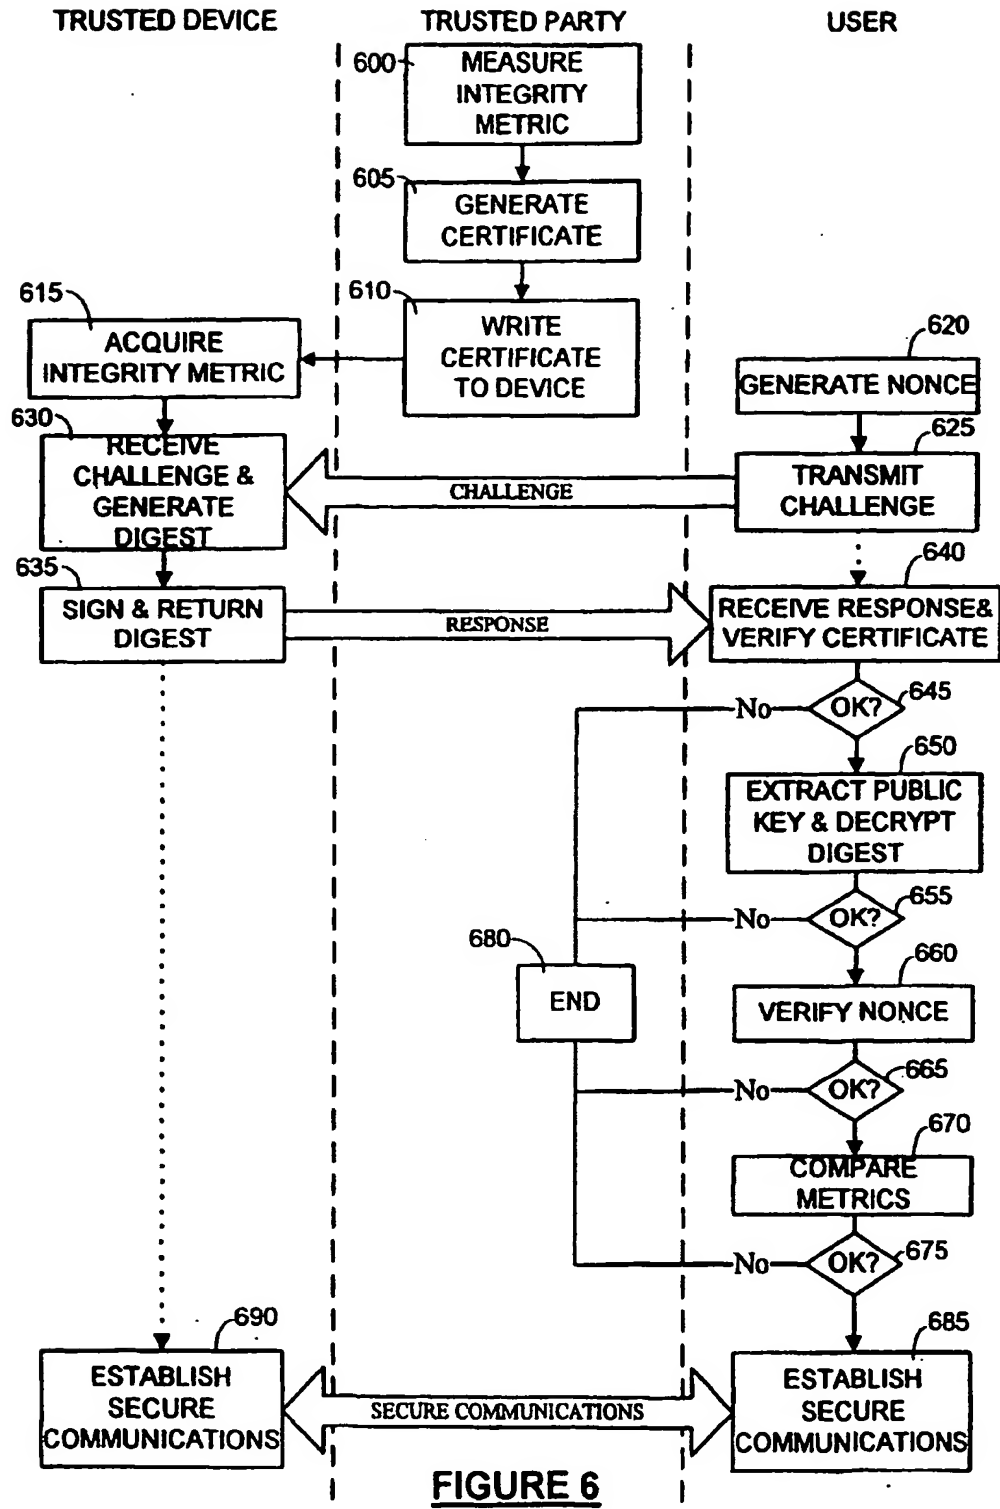 TRUSTED DEVICE
TRUSTED PARTY
USER
600
MEASURE
INTEGRITY
METRIC
605
GENERATE
CERTIFICATE
610
WRITE
CERTIFICATE
TO DEVICE
615
ACQUIRE
INTEGRITY METRIC
620
GENERATE NONCE
625
TRANSMIT
CHALLENGE
CHALLENGE
630
RECEIVE
CHALLENGE &
GENERATE
DIGEST
635
SIGN & RETURN
DIGEST
RESPONSE
640
RECEIVE RESPONSE&
VERIFY CERTIFICATE
645
OK?
No
650
EXTRACT PUBLIC
KEY & DECRYPT
DIGEST
655
OK?
No
680
END
660
VERIFY NONCE
665
OK?
No
670
COMPARE
METRICS
675
OK?
No
690
ESTABLISH
SECURE
COMMUNICATIONS
SECURE COMMUNICATIONS
685
ESTABLISH
SECURE
COMMUNICATIONS
FIGURE 6